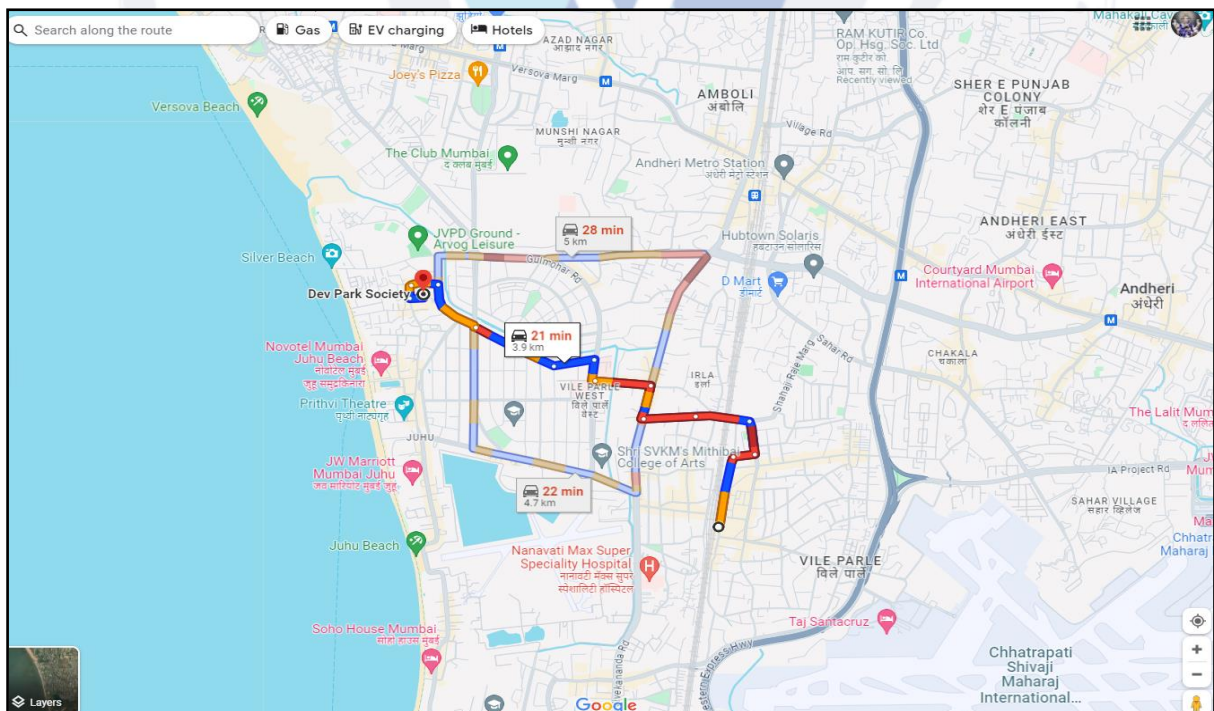 Search along the route
Gas
EV charging
Hotels
AZAD NAGAR
आझाद नगर
Versova Marg
Joey's Pizza
Versova Beach
AMBOLI
अंबोलि
RAM KUTIR Co
Op. Hsg. Soc. Ltd
राम कुटीर को.
आप. सग. सो. लि
Recently viewed
SHER E PUNJAB
COLONY
शेर ए पंजाब
कॉलनी
MUNSHI NAGAR
मुन्शी नगर
Village Rd
The Club Mumbai
द क्लब मुंबई
Andheri Metro Station
अंधेरी मेट्रो स्टेशन
ANDHERI EAST
अंधेरी ईस्ट
28 min
5 km
JVPD Ground -
Arvog Leisure
Gulmohar Rd
Hubtown Solaris
हबटाउन सोलारिस
Silver Beach
D Mart
डीमार्ट
Courtyard Mumbai
International Airport
Andheri
अंधेरी
Dev Park Society
21 min
3.9 km
Sahar Rd
Shahaji Raje Marg
CHAKALA
चकाला
Novotel Mumbai
Juhu Beach
नोवोटेल मुंबई
जुहू समुद्रकिनारा
IRLA
इर्ला
VILE PARLE
WEST
विले पार्ले
वेस्ट
Prithvi Theatre
पृथ्वी नाट्यगृह
The Lalit Mum
JUHU
Shri SVKM's Mithibai
College of Arts
JW Marriott
Mumbai Juhu
जव मारियोट मुंबई जुहू
IA Project Rd
22 min
4.7 km
SAHAR VILLAGE
सहार व्हिलेज
Juhu Beach
Nanavati Max Super
Speciality Hospital
नानावटी मॅक्स सुपर
स्पेशालिटी हॉस्पिटल
VILE PARLE
विले पार्ले
Chhatra
Maharaj
Soho House Mumbai
सोहो हाउस मुंबई
Taj Santacruz
Western Express Hwy
Chhatrapati
Shivaji
Maharaj
International...
Layers
Google